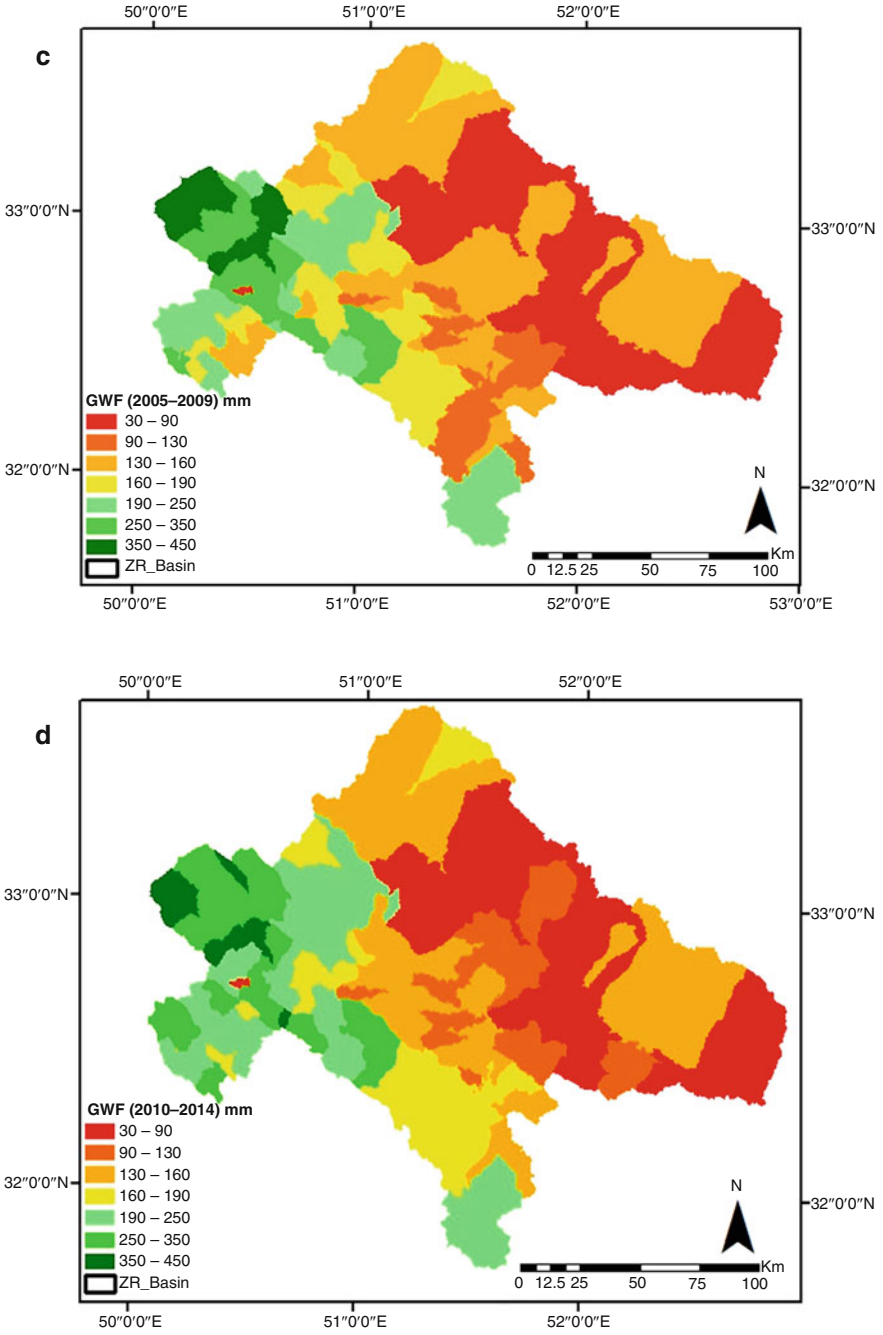 50″0′0″E 51″0′0″E 52″0′0″E
c
33″0′0″N
33″0′0″N
GWF (2005–2009) mm
30 – 90
90 – 130
130 – 160
160 – 190
190 – 250
250 – 350
350 – 450
ZR_Basin
32″0′0″N
32″0′0″N
N
Km
0 12.5 25 50 75 100
50″0′0″E 51″0′0″E 52″0′0″E 53″0′0″E
50″0′0″E 51″0′0″E 52″0′0″E
d
33″0′0″N
33″0′0″N
GWF (2010–2014) mm
30 – 90
90 – 130
130 – 160
160 – 190
190 – 250
250 – 350
350 – 450
ZR_Basin
32″0′0″N
32″0′0″N
N
Km
0 12.5 25 50 75 100
50″0′0″E 51″0′0″E 52″0′0″E